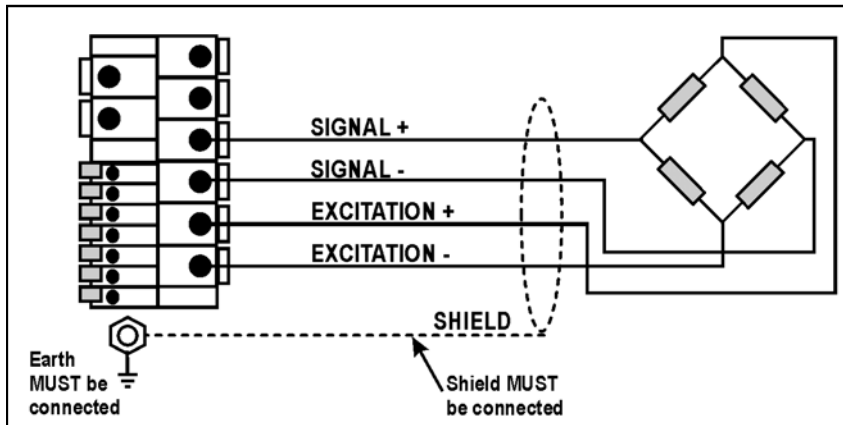 SIGNAL +
SIGNAL -
EXCITATION +
EXCITATION -
SHIELD
Earth
MUST be
connected
Shield MUST
be connected